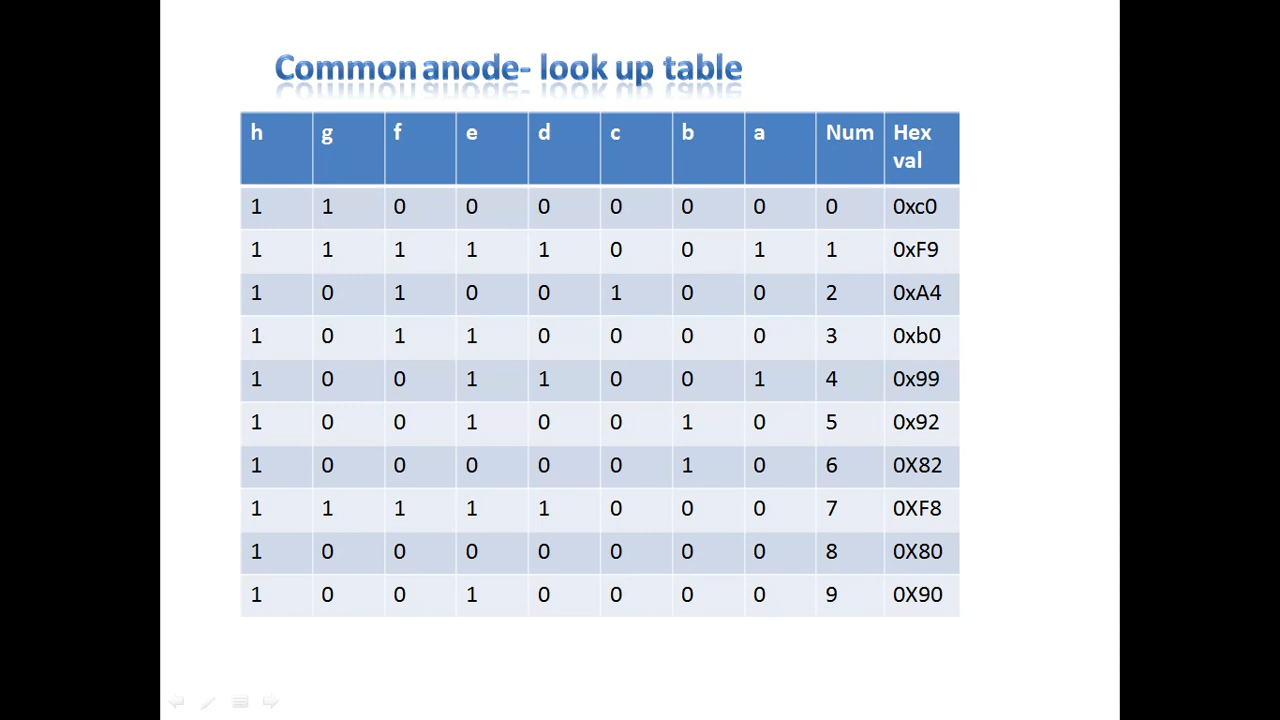 Common anode- look up table
h g f e d c b a Num Hex val
1 1 0 0 0 0 0 0 0 0xc0
1 1 1 1 1 0 0 1 1 0xF9
1 0 1 0 0 1 0 0 2 0xA4
1 0 1 1 0 0 0 0 3 0xb0
1 0 0 1 1 0 0 1 4 0x99
1 0 0 1 0 0 1 0 5 0x92
1 0 0 0 0 0 1 0 6 0X82
1 1 1 1 1 0 0 0 7 0XF8
1 0 0 0 0 0 0 0 8 0X80
1 0 0 1 0 0 0 0 9 0X90